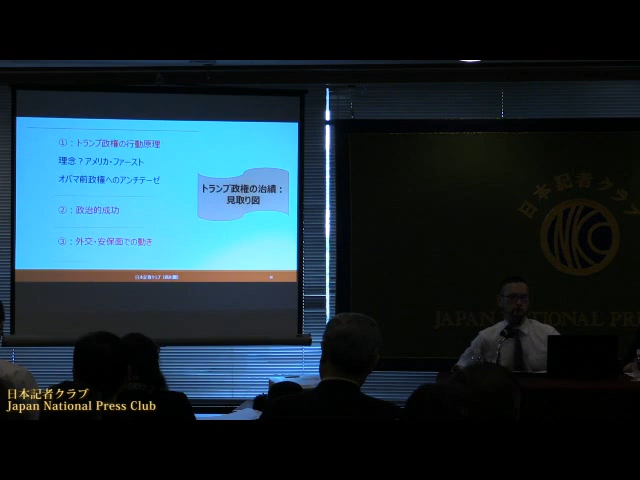 ①：トランプ政権の行動原理
理念？アメリカ・ファースト
オバマ前政権へのアンチテーゼ
②：政治的成功
③：外交・安保面での動き
トランプ政権の治績：
見取り図
日本記者クラブ
JAPAN NATIONAL PRE
日本記者クラブ
Japan National Press Club